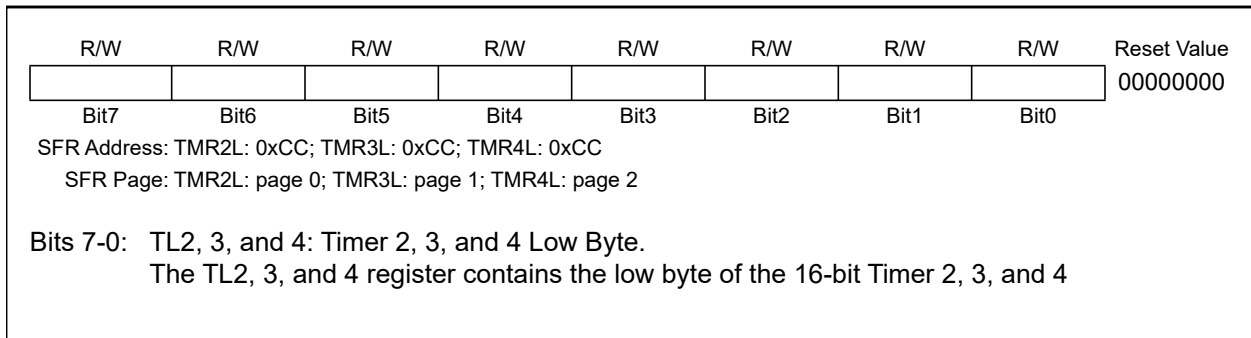 R/W R/W R/W R/W R/W R/W R/W R/W Reset Value
00000000
Bit7 Bit6 Bit5 Bit4 Bit3 Bit2 Bit1 Bit0
SFR Address: TMR2L: 0xCC; TMR3L: 0xCC; TMR4L: 0xCC
SFR Page: TMR2L: page 0; TMR3L: page 1; TMR4L: page 2
Bits 7-0: TL2, 3, and 4: Timer 2, 3, and 4 Low Byte.
The TL2, 3, and 4 register contains the low byte of the 16-bit Timer 2, 3, and 4